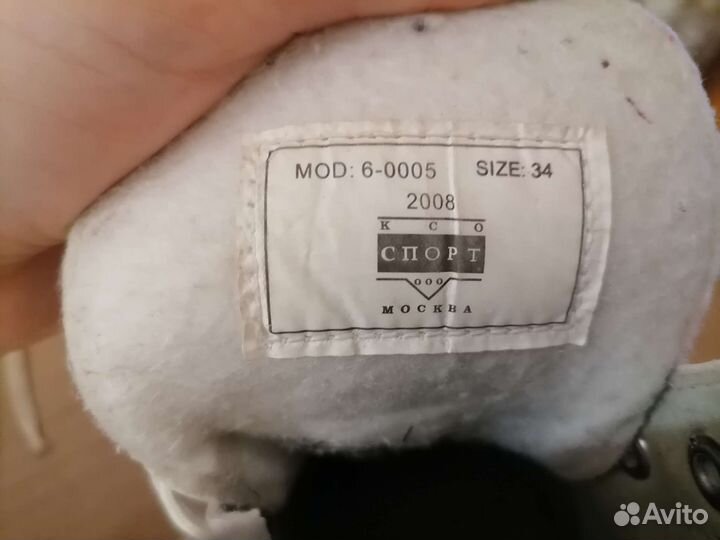 MOD: 6-0005 SIZE: 34
2008
К С О
СПОРТ
ООО
МОСКВА
Avito